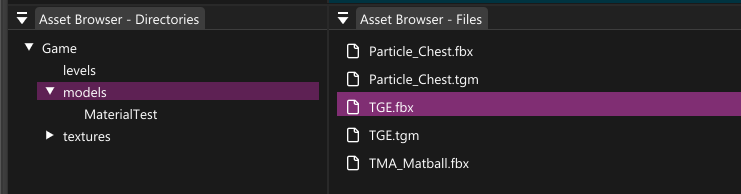 Asset Browser - Directories
Game
levels
models
MaterialTest
textures
Asset Browser - Files
Particle_Chest.fbx
Particle_Chest.tgm
TGE.fbx
TGE.tgm
TMA_Matball.fbx